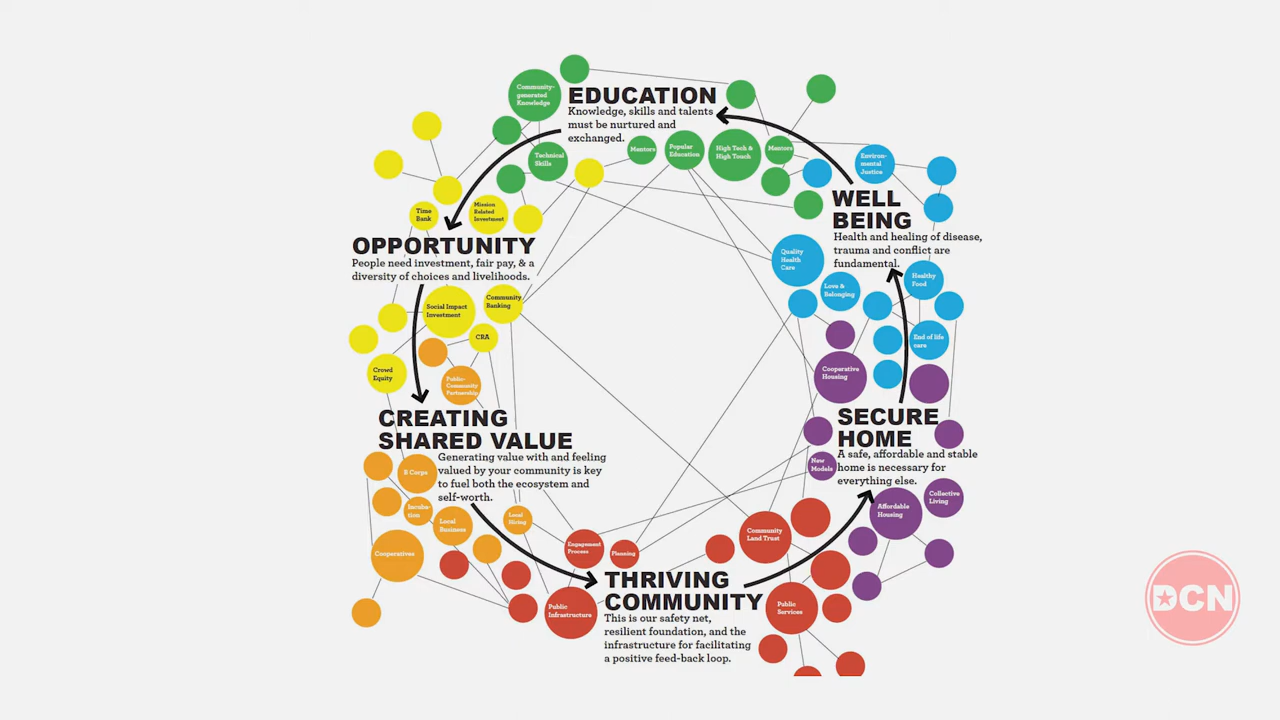 Community-
generated
Knowledge
EDUCATION
Knowledge, skills and talents
must be nurtured and
exchanged.
Technical
Skills
Mentors
Popular
Education
High Tech &
High Touch
Mentors
Environ-
mental
Justice
WELL
BEING
Health and healing of disease,
trauma and conflict are
fundamental.
Time
Bank
Mission
Related
Investment
OPPORTUNITY
People need investment, fair pay, & a
diversity of choices and livelihoods.
Quality
Health
Care
Love &
Belonging
Healthy
Food
End of life
care
Social Impact
Investment
Community
Banking
CRA
Crowd
Equity
Public-
Community
Partnership
Cooperative
Housing
CREATING
SHARED VALUE
Generating value with and feeling
valued by your community is key
to fuel both the ecosystem and
self-worth.
SECURE
HOME
A safe, affordable and stable
home is necessary for
everything else.
New
Models
B Corps
Incuba-
tion
Local
Business
Local
Hiring
Cooperatives
Affordable
Housing
Collective
Living
Engagement
Process
Planning
Community
Land Trust
THRIVING
COMMUNITY
This is our safety net,
resilient foundation, and the
infrastructure for facilitating
a positive feed-back loop.
Public
Infrastructure
Public
Services
DCN